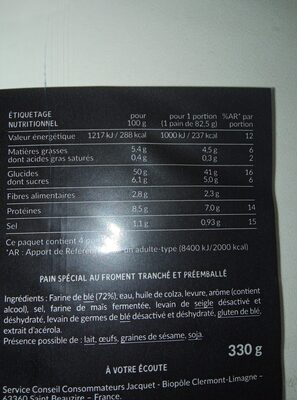 ÉTIQUETAGE
NUTRITIONNEL
pour
100 g
pour 1 portion
(1 pain de 82,5 g)
%AR* par
portion
Valeur énergétique 1217 kJ / 288 kcal 1000 kJ / 237 kcal 12
Matières grasses 5,4 g 4,5 g 6
dont acides gras saturés 0,4 g 0,3 g 2
Glucides 50 g 41 g 16
dont sucres 6,1 g 5,0 g 6
Fibres alimentaires 2,8 g 2,3 g
Protéines 8,5 g 7,0 g 14
Sel 1,1 g 0,93 g 15
Ce paquet contient 4
*AR : Apport de Référence un adulte-type (8400 kJ/2000 kcal)
PAIN SPÉCIAL AU FROMENT TRANCHÉ ET PRÉEMBALLÉ
Ingrédients : Farine de blé (72%), eau, huile de colza, levure, arôme (contient
alcool), sel, farine de maïs fermentée, levain de seigle désactivé et
déshydraté, levain de germes de blé désactivé et déshydraté, gluten de blé,
extrait d'acérola.
Présence possible de : lait, œufs, graines de sésame, soja.
330 g
À VOTRE ÉCOUTE
Service Conseil Consommateurs Jacquet - Biopôle Clermont-Limagne -
63360 Saint Beauzire - France.